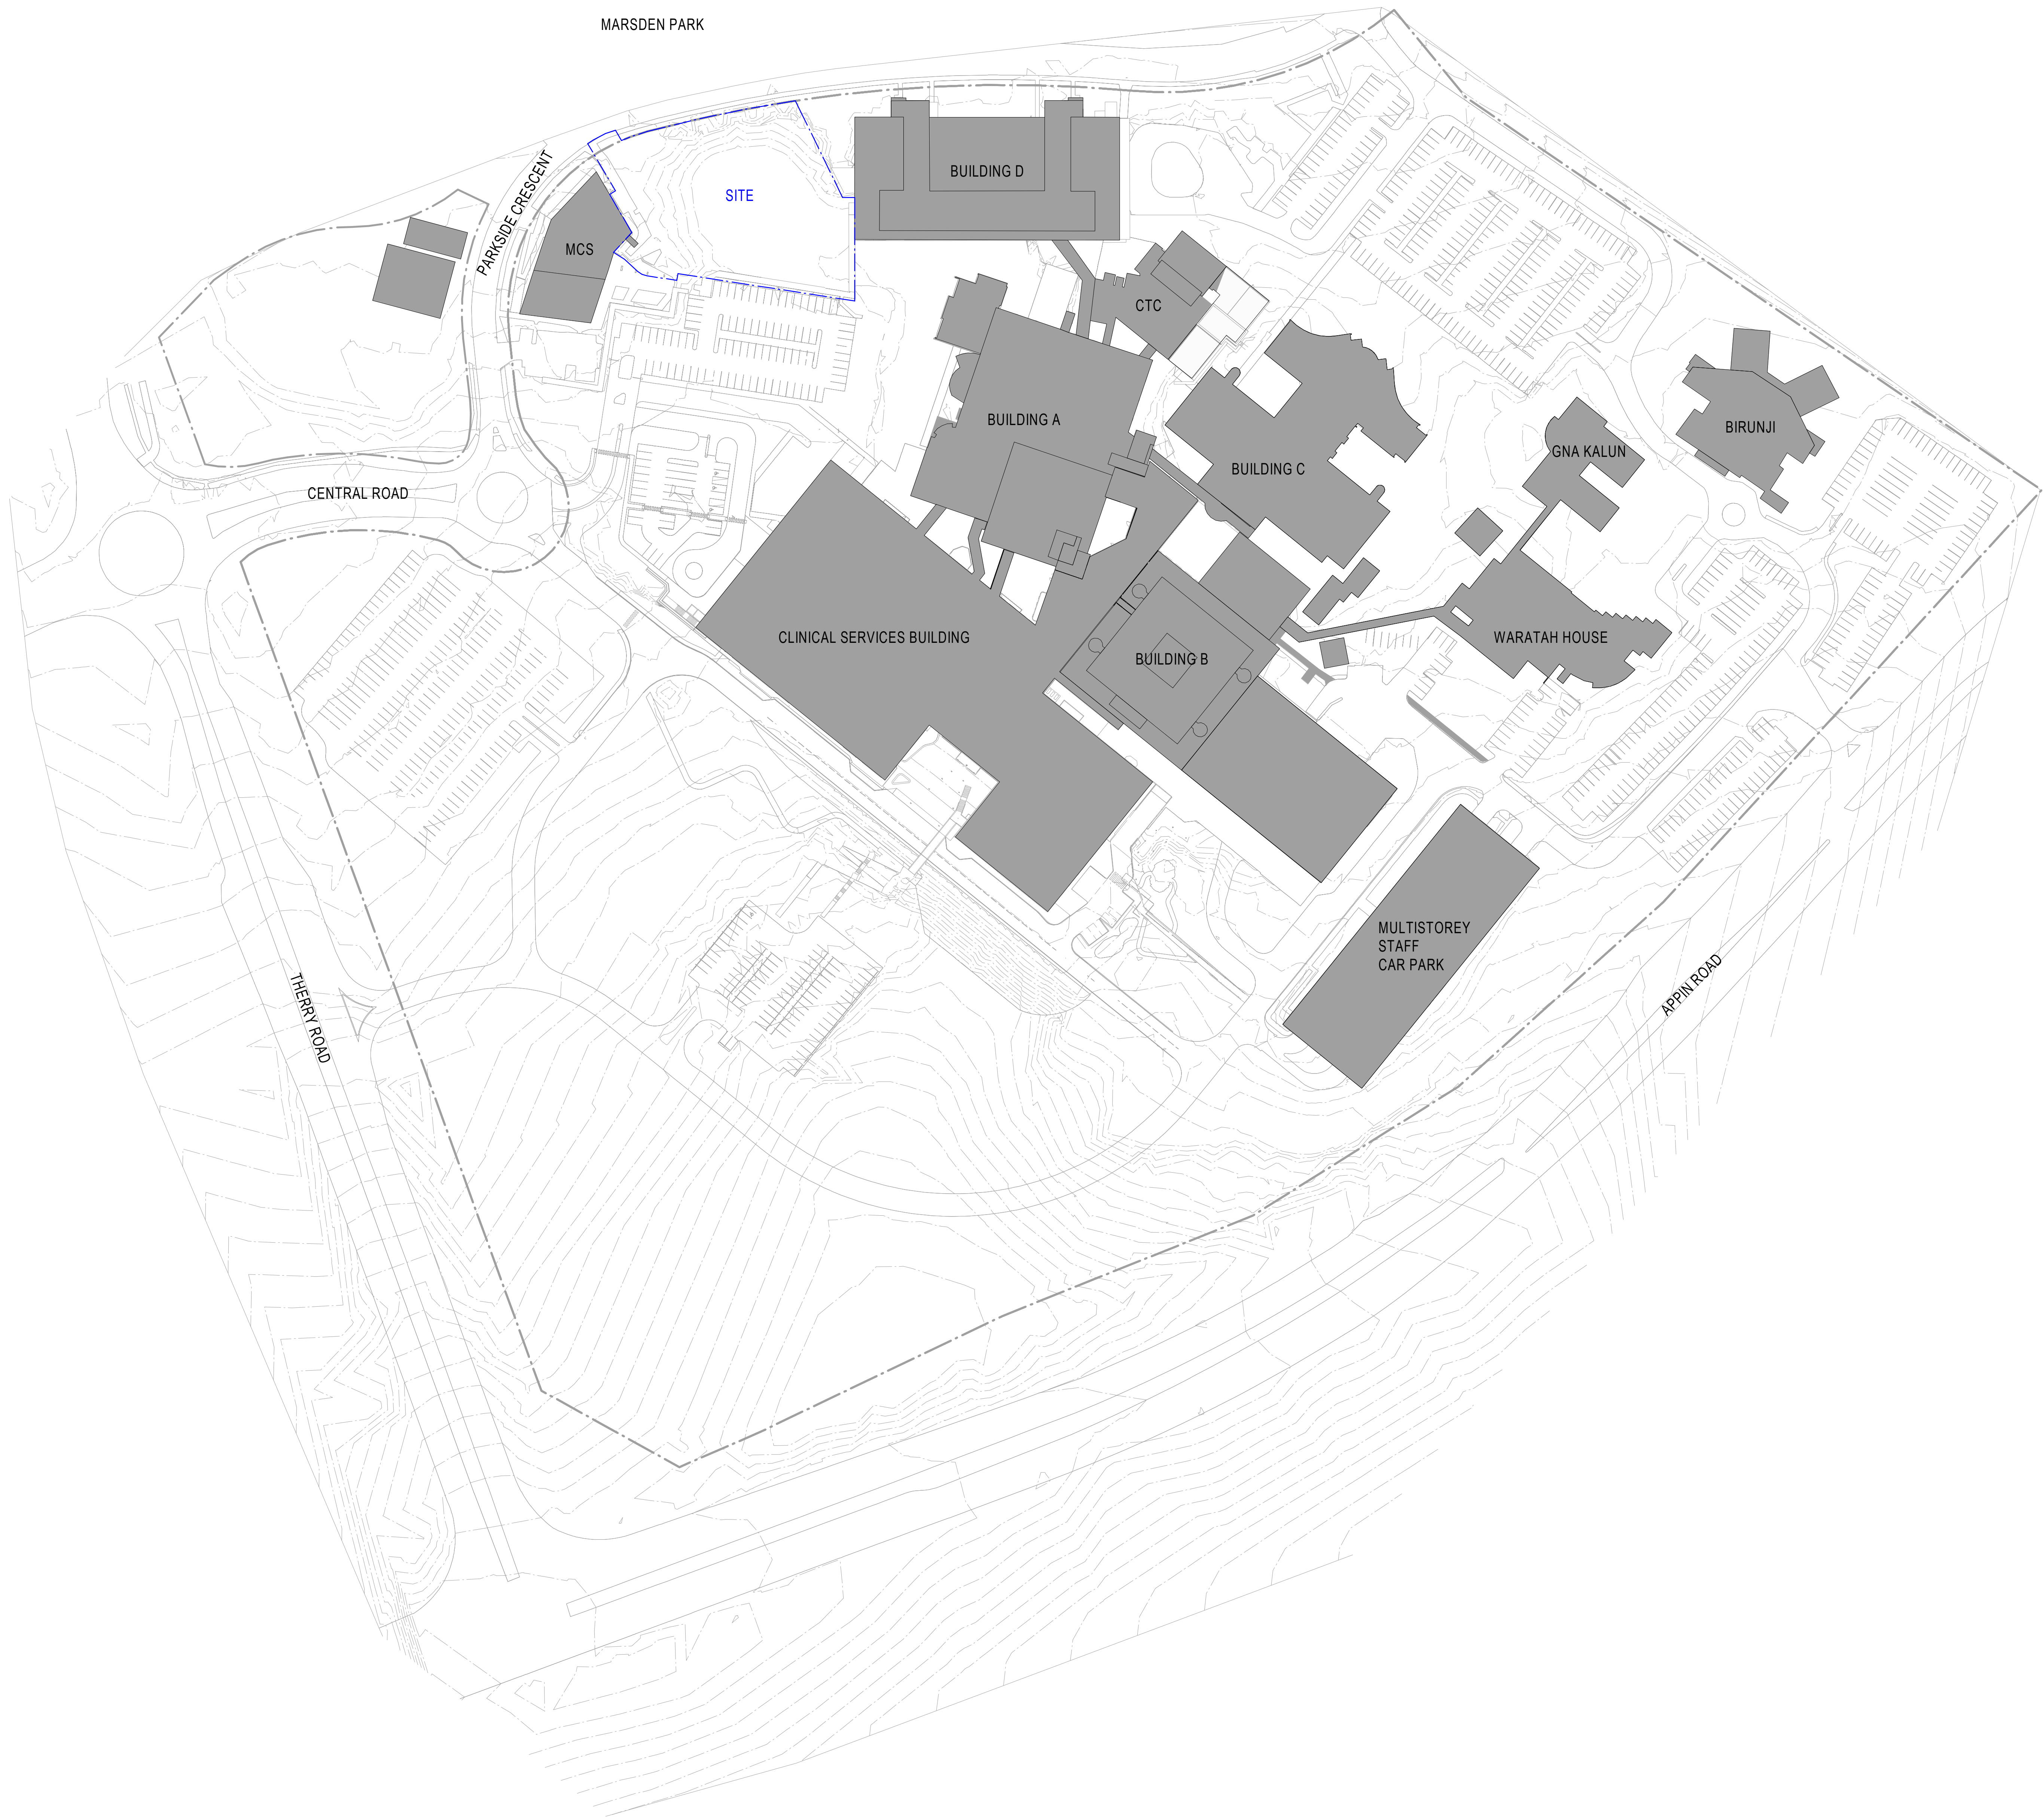 MARSDEN PARK
PARKSIDE CRESCENT
SITE
BUILDING D
MCS
CTC
BUILDING A
BUILDING C
BIRUNJI
GNA KALUN
CENTRAL ROAD
CLINICAL SERVICES BUILDING
BUILDING B
WARATAH HOUSE
MULTISTOREY
STAFF
CAR PARK
THERRY ROAD
APPIN ROAD